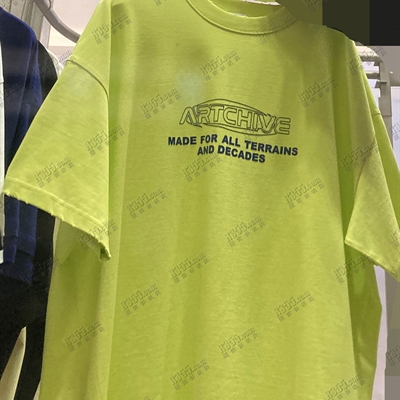 ARTCHIVE
MADE FOR ALL TERRAINS
AND DECADES